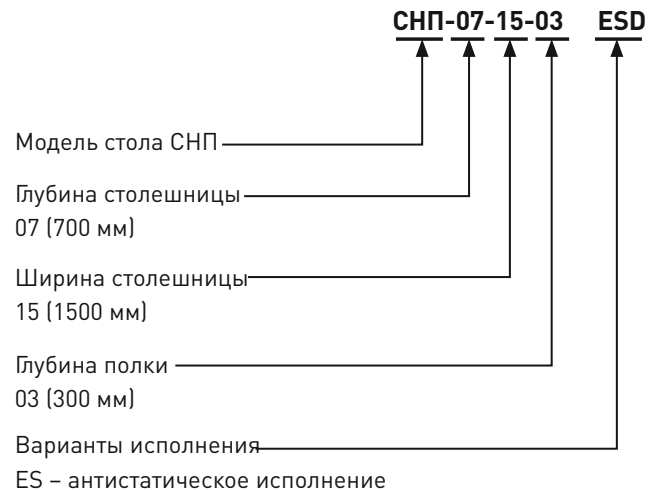 СНП-07-15-03 ESD
Модель стола СНП
Глубина столешницы
07 (700 мм)
Ширина столешницы
15 (1500 мм)
Глубина полки
03 (300 мм)
Варианты исполнения
ES – антистатическое исполнение